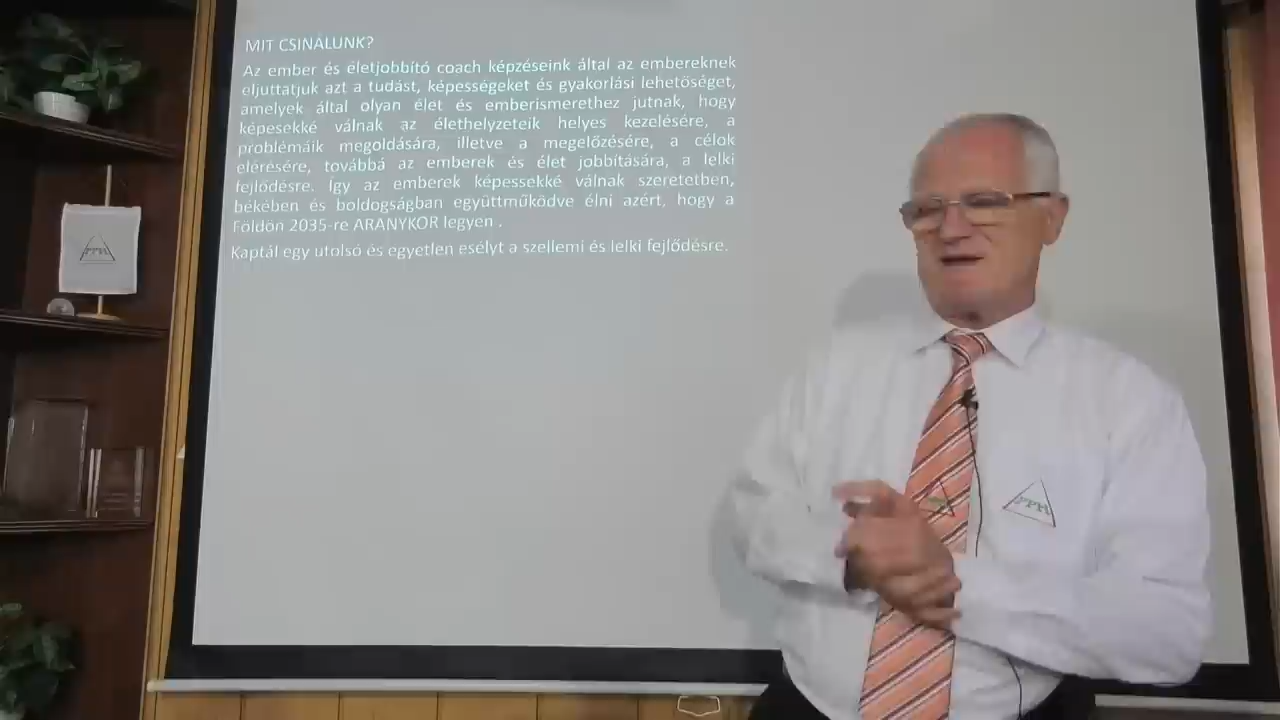 MIT CSINÁLUNK?
Az ember és életjobbító coach képzéseink által az embereknek
eljuttatjuk azt a tudást, képességeket és gyakorlási lehetőséget,
amelyek által olyan élet és emberismerethez jutnak, hogy
képesekké válnak az élethelyzeteik helyes kezelésére, a
problémáik megoldására, illetve a megelőzésére, a célok
elérésére, továbbá az emberek és élet jobbítására, a lelki
fejlődésre. Így az emberek képessekké válnak szeretetben,
békében és boldogságban együttműködve élni azért, hogy a
Földön 2035-re ARANYKOR legyen .
Kaptál egy utolsó és egyetlen esélyt a szellemi és lelki fejlődésre.